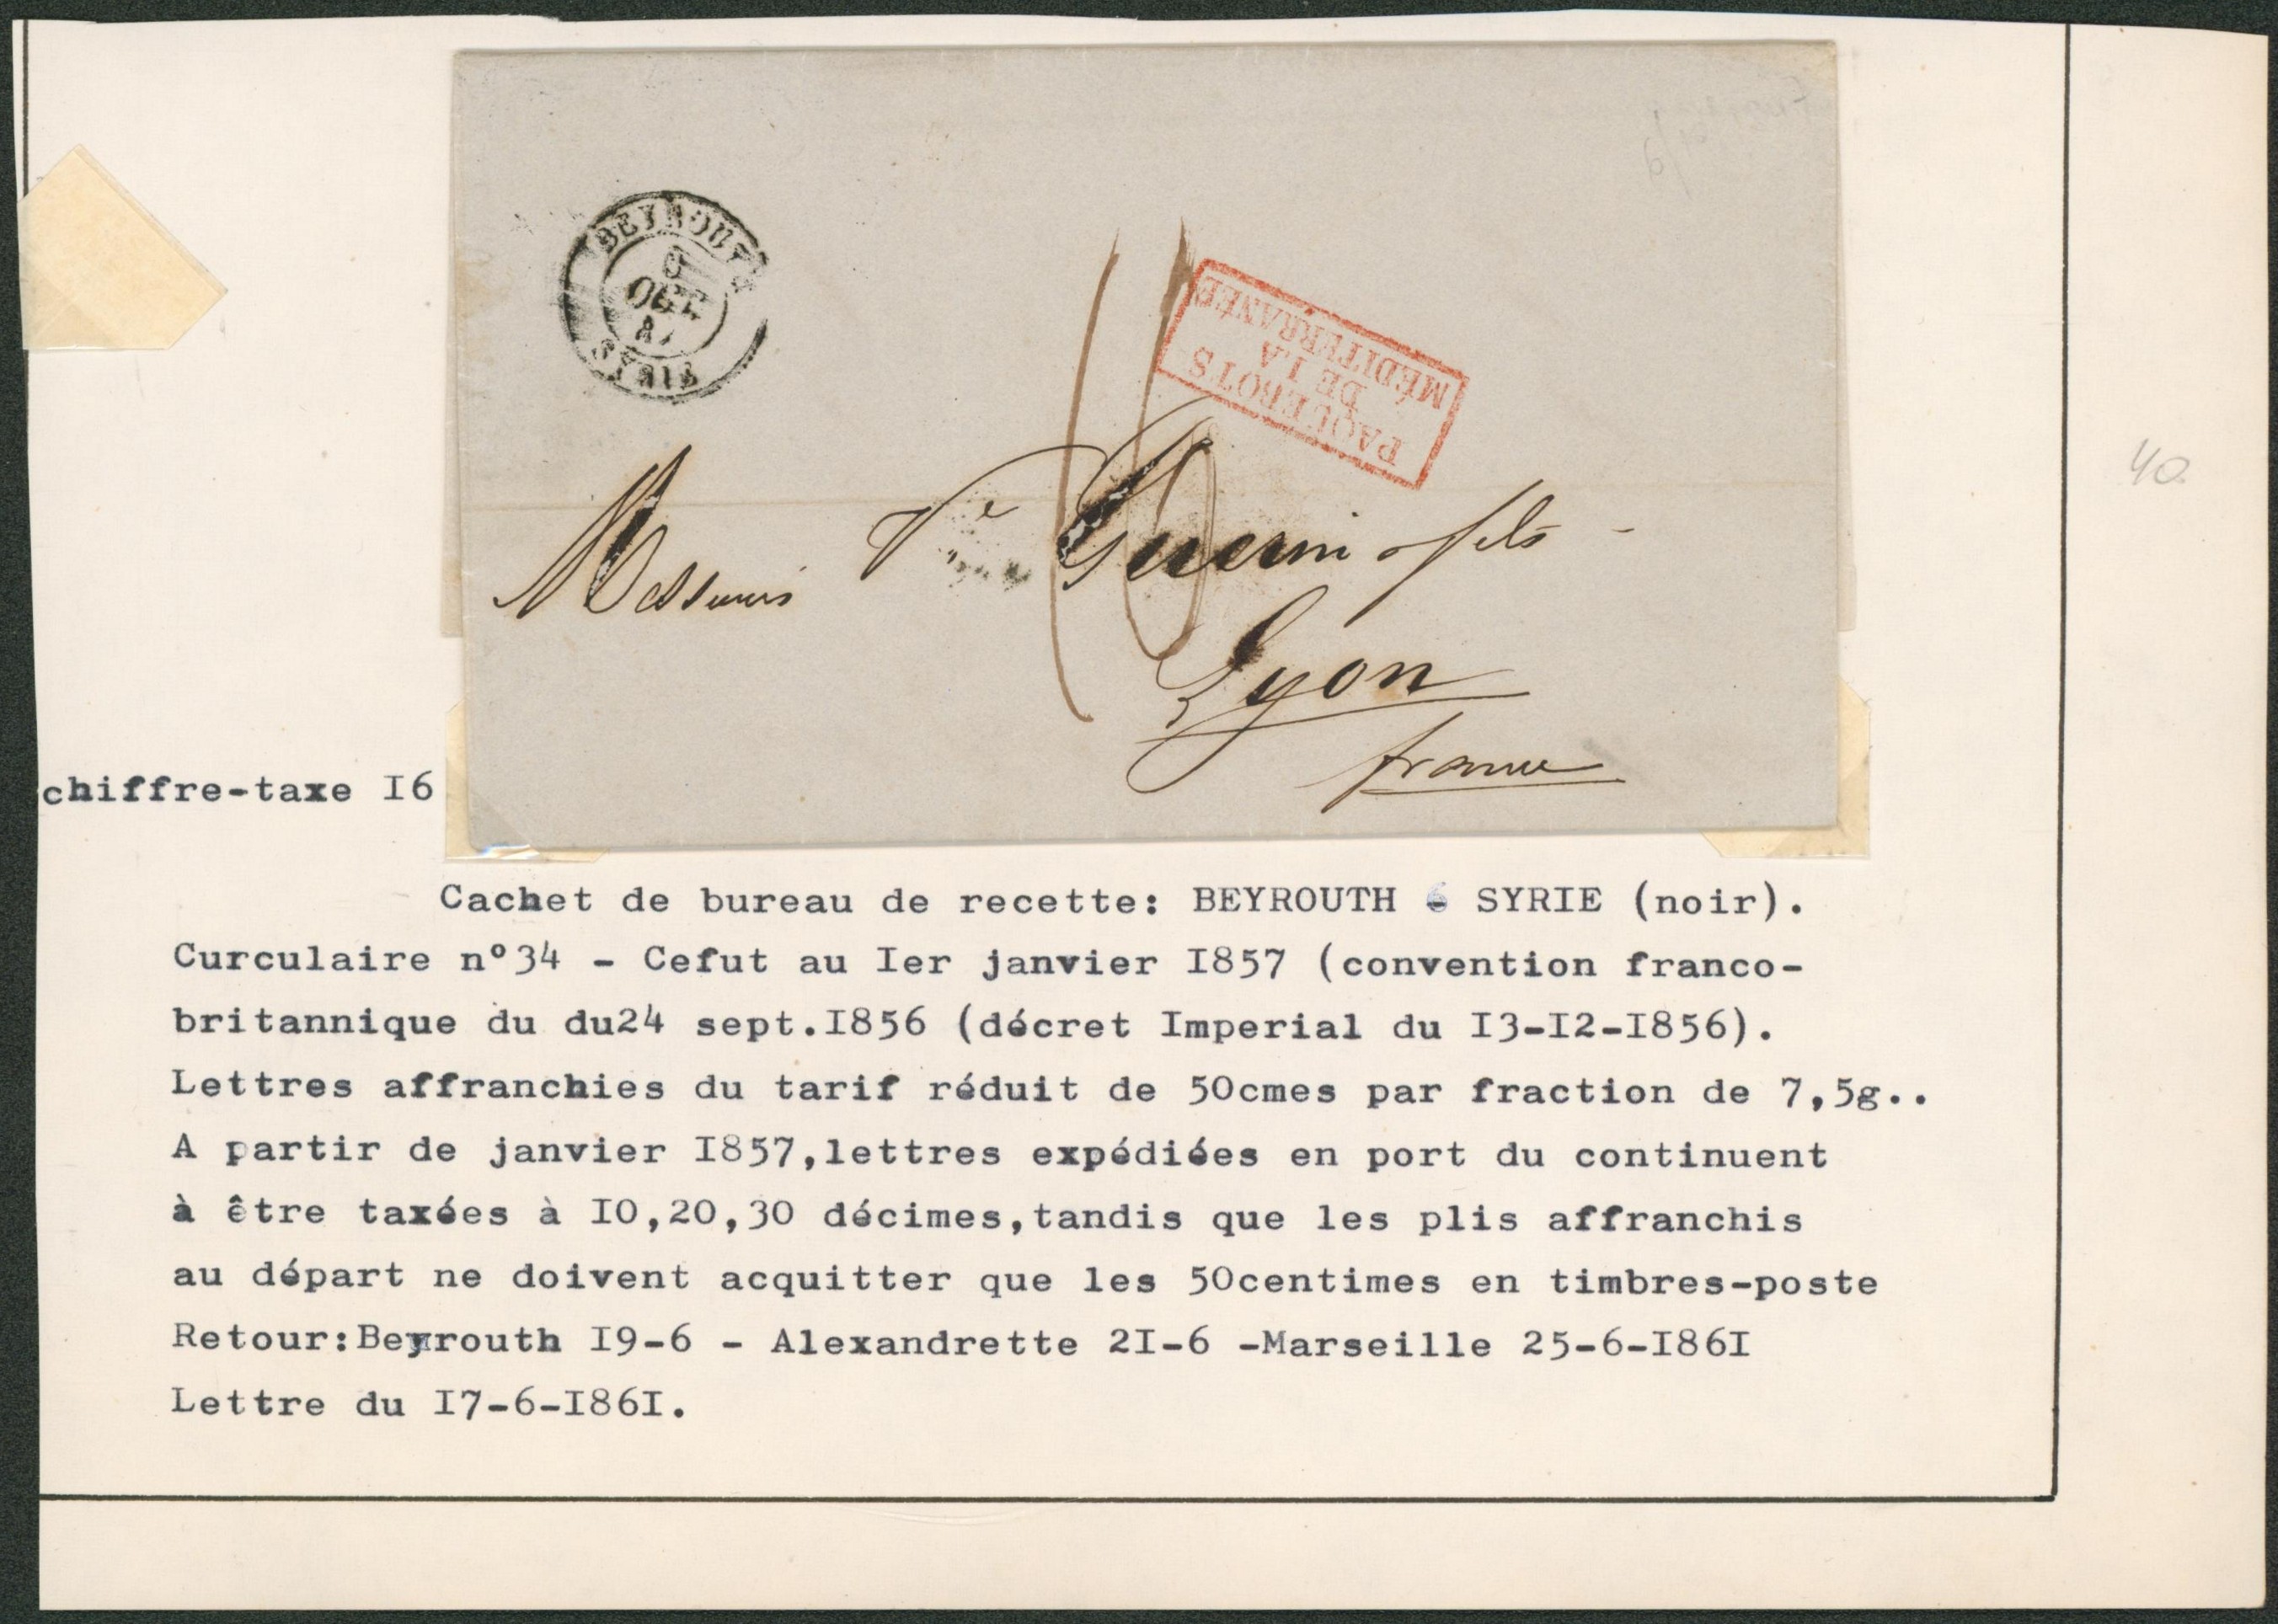 BEYROUTH
OCT
SYRIE
PAQUEBOTS
DE LA
MÉDITERRANÉE
16
Messieurs Ve Guerin & fils
Lyon
france
40
chiffre-taxe I6
Cachet de bureau de recette: BEYROUTH SYRIE (noir).
Curculaire n°34 - Cefut au Ier janvier I857 (convention franco-
britannique du du24 sept.I856 (décret Imperial du I3-I2-I856).
Lettres affranchies du tarif réduit de 50cmes par fraction de 7,5g..
A partir de janvier I857,lettres expédiées en port du continuent
à être taxées à IO,20,30 décimes,tandis que les plis affranchis
au départ ne doivent acquitter que les 50centimes en timbres-poste
Retour:Beyrouth I9-6 - Alexandrette 2I-6 -Marseille 25-6-I86I
Lettre du I7-6-I86I.